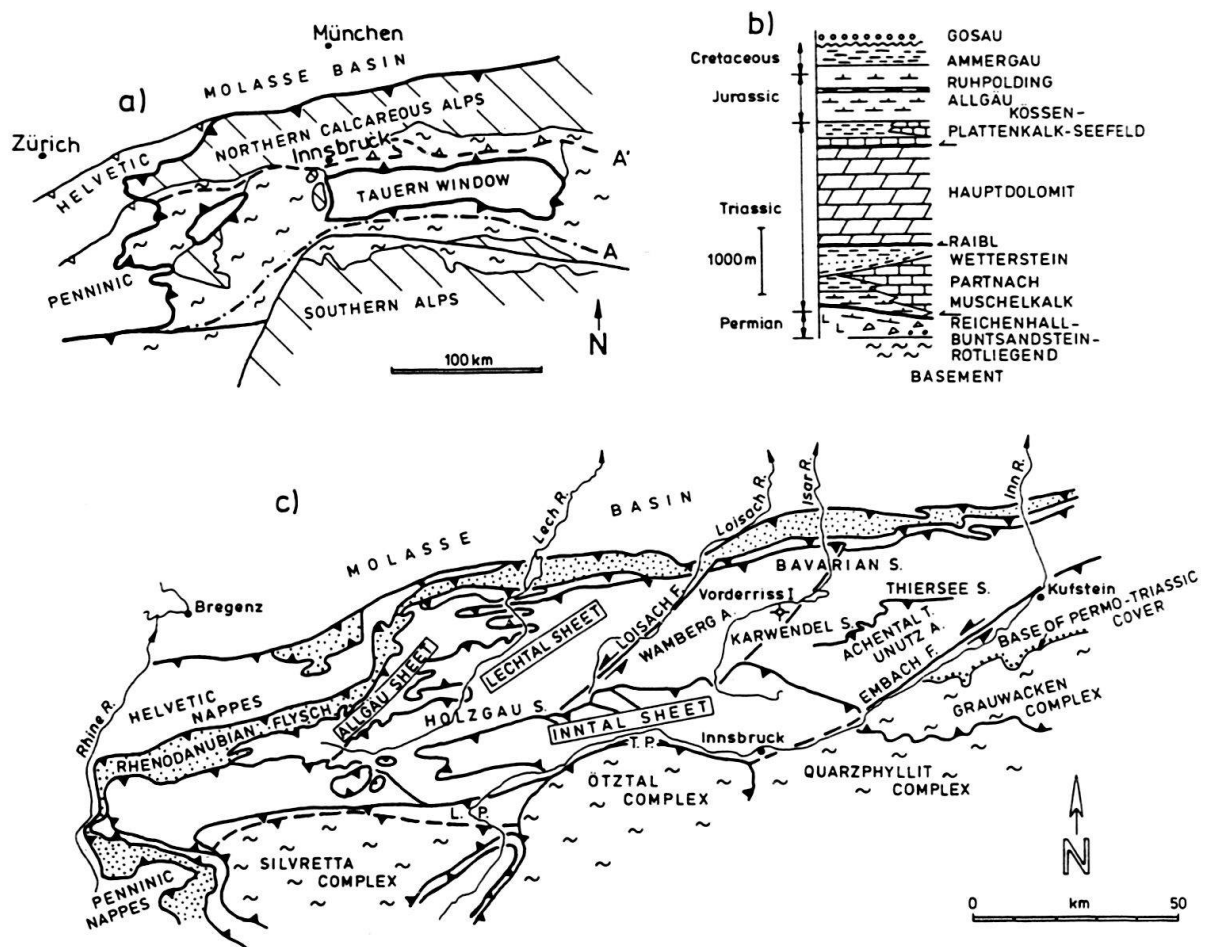 a)
München
MOLASSE BASIN
NORTHERN CALCAREOUS ALPS
Zürich
HELVETIC
Innsbruck
A'
TAUERN WINDOW
PENNINIC
A
SOUTHERN ALPS
N
100 km
b)
GOSAU
Cretaceous
AMMERGAU
RUHPOLDING
Jurassic
ALLGÄU
KÖSSEN-
PLATTENKALK-SEEFELD
HAUPTDOLOMIT
Triassic
RAIBL
1000 m
WETTERSTEIN
PARTNACH
MUSCHELKALK
Permian
REICHENHALL-
BUNTSANDSTEIN-
ROTLIEGEND
BASEMENT
c)
MOLASSE BASIN
Lech R.
Loisach R.
Isar R.
Inn R.
Bregenz
BAVARIAN S.
Vorderriss I
THIERSEE S.
Kufstein
LOISACH F.
WAMBERG A.
KARWENDEL S.
ACHENTAL T.
UNUTZ A.
BASE OF PERMO-TRIASSIC
COVER
LECHTAL SHEET
ALLGÄU SHEET
EMBACH F.
Rhine R.
HELVETIC
NAPPES
RHENODANUBIAN FLYSCH
HOLZGAU S.
INNTAL SHEET
GRAUWACKEN
COMPLEX
T. P.
Innsbruck
ÖTZTAL
COMPLEX
QUARZPHYLLIT
COMPLEX
L. P.
SILVRETTA
COMPLEX
PENNINIC
NAPPES
N
0 km 50